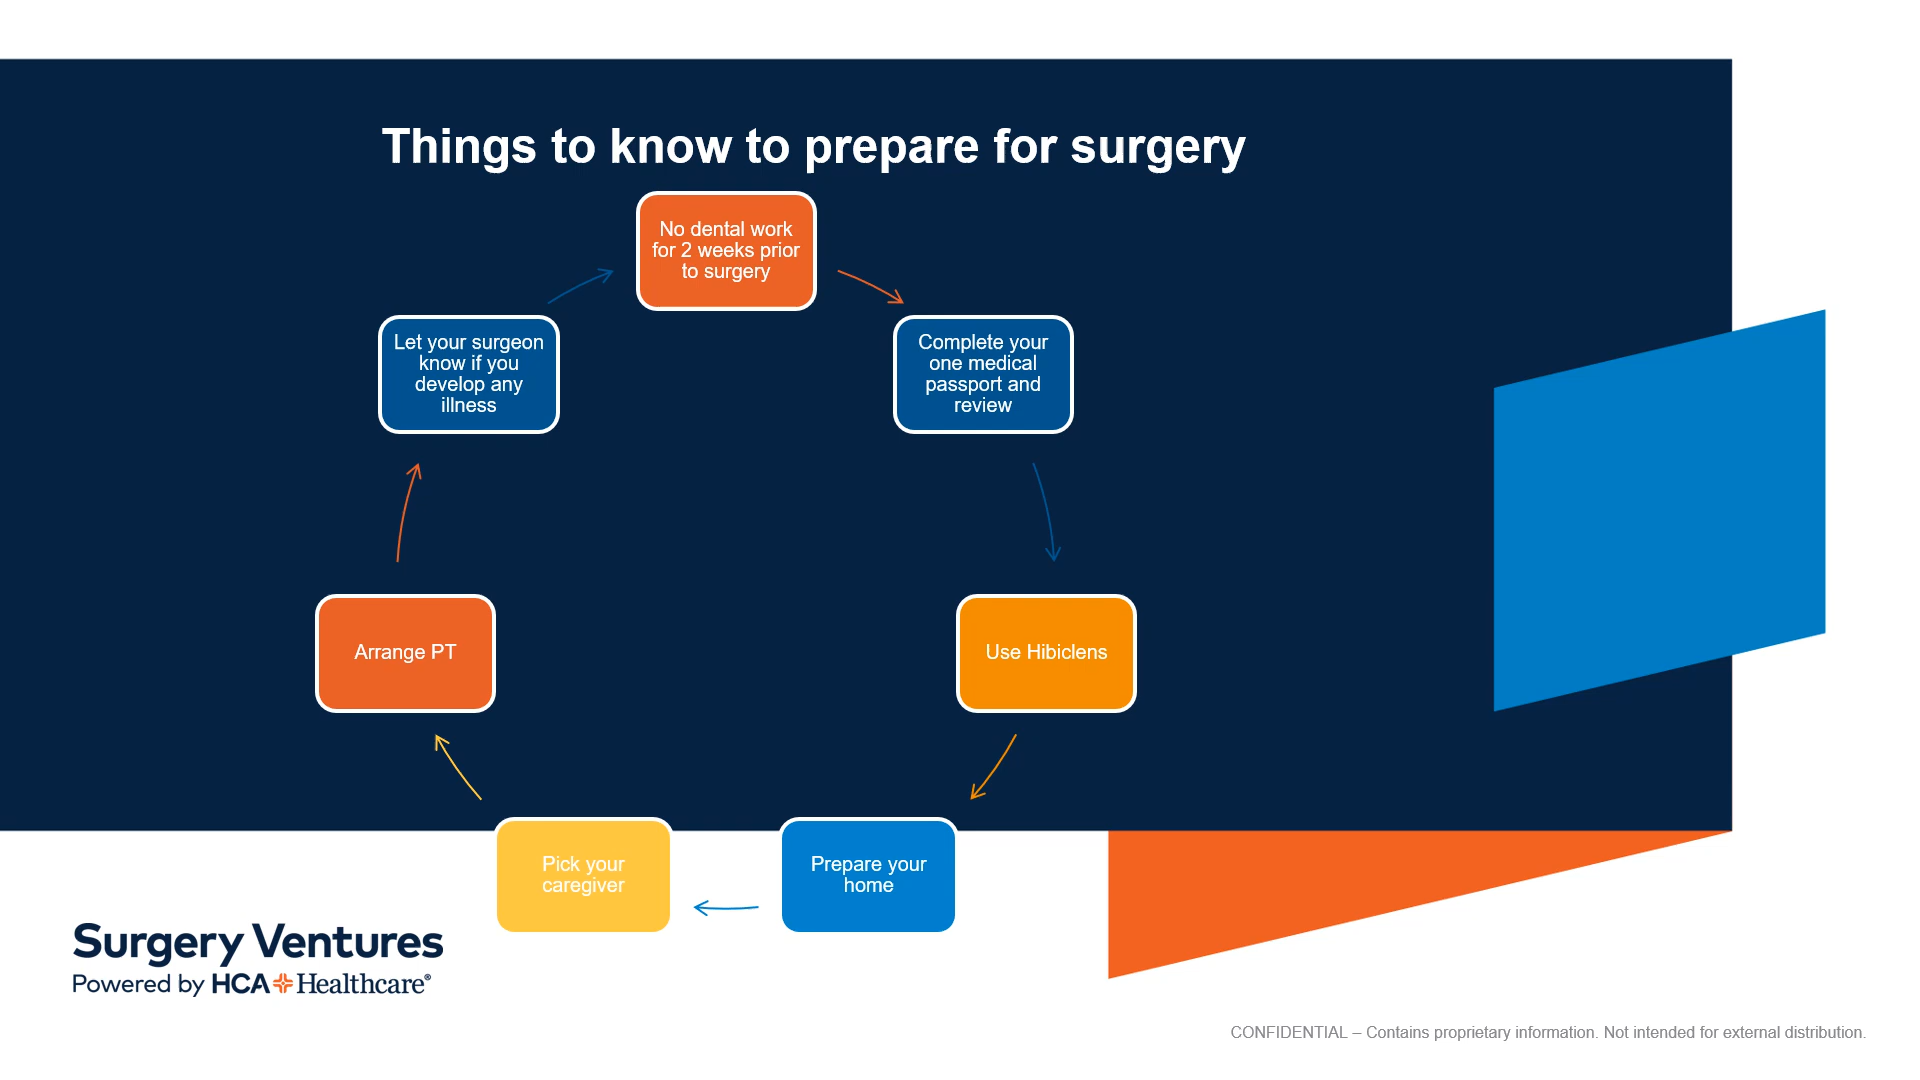 Things to know to prepare for surgery
No dental work
for 2 weeks prior
to surgery
Complete your
one medical
passport and
review
Use Hibiclens
Prepare your
home
Pick your
caregiver
Arrange PT
Let your surgeon
know if you
develop any
illness
Surgery Ventures
Powered by HCA Healthcare®
CONFIDENTIAL – Contains proprietary information. Not intended for external distribution.